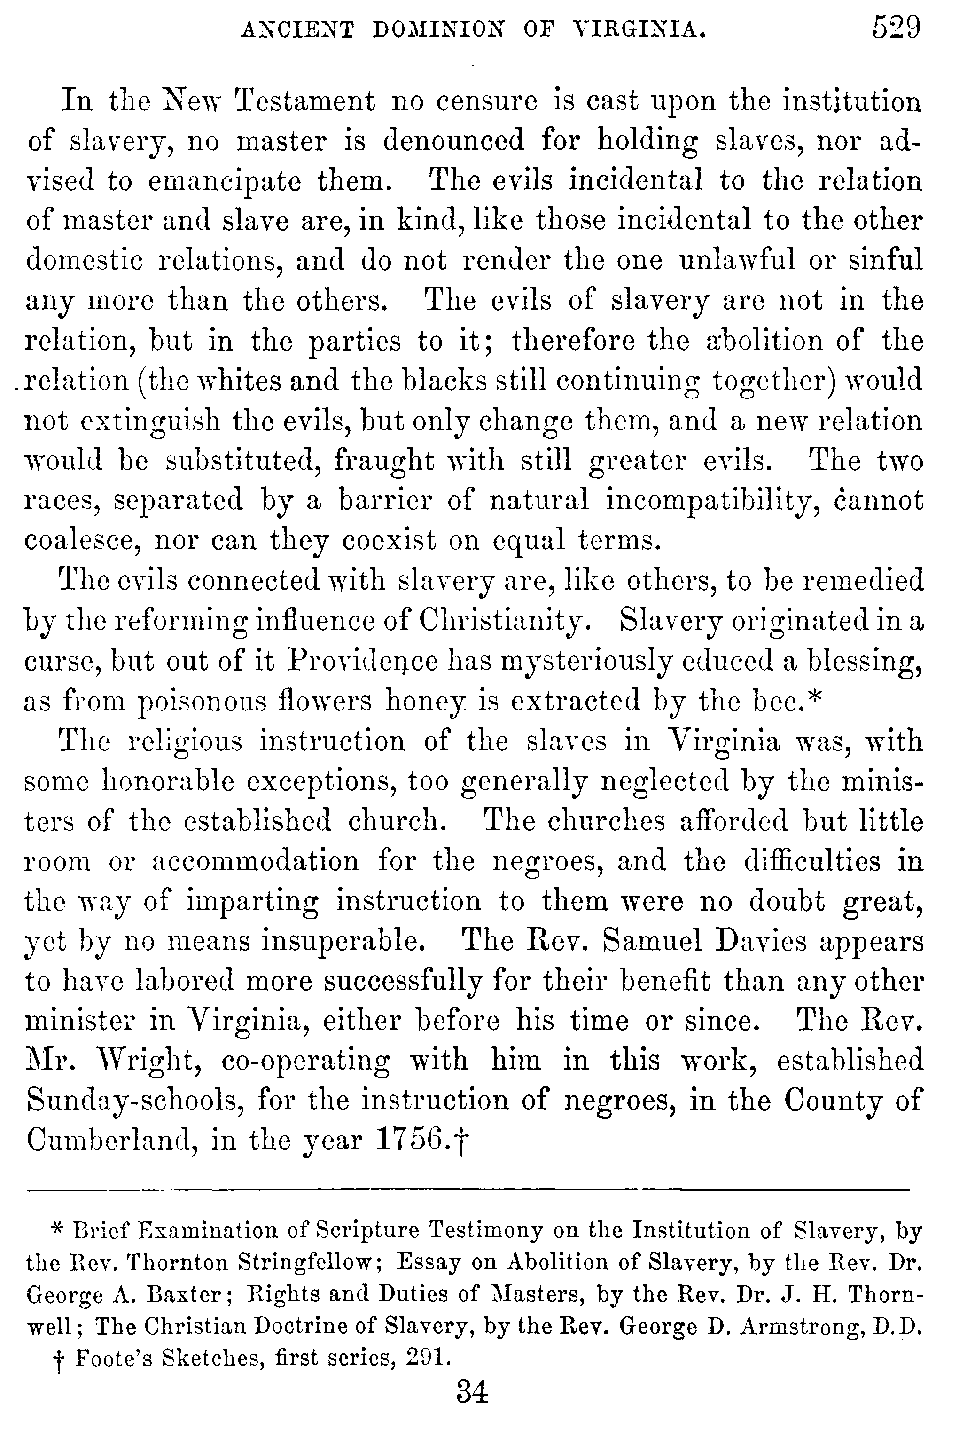 ANCIENT DOMINION OF VIRGINIA. 529
In the New Testament no censure is cast upon the institution
of slavery, no master is denounced for holding slaves, nor ad-
vised to emancipate them. The evils incidental to the relation
of master and slave are, in kind, like those incidental to the other
domestic relations, and do not render the one unlawful or sinful
any more than the others. The evils of slavery are not in the
relation, but in the parties to it; therefore the abolition of the
relation (the whites and the blacks still continuing together) would
not extinguish the evils, but only change them, and a new relation
would be substituted, fraught with still greater evils. The two
races, separated by a barrier of natural incompatibility, cannot
coalesce, nor can they coexist on equal terms.
The evils connected with slavery are, like others, to be remedied
by the reforming influence of Christianity. Slavery originated in a
curse, but out of it Providence has mysteriously educed a blessing,
as from poisonous flowers honey is extracted by the bee.*
The religious instruction of the slaves in Virginia was, with
some honorable exceptions, too generally neglected by the minis-
ters of the established church. The churches afforded but little
room or accommodation for the negroes, and the difficulties in
the way of imparting instruction to them were no doubt great,
yet by no means insuperable. The Rev. Samuel Davies appears
to have labored more successfully for their benefit than any other
minister in Virginia, either before his time or since. The Rev.
Mr. Wright, co-operating with him in this work, established
Sunday-schools, for the instruction of negroes, in the County of
Cumberland, in the year 1756.†
* Brief Examination of Scripture Testimony on the Institution of Slavery, by
the Rev. Thornton Stringfellow; Essay on Abolition of Slavery, by the Rev. Dr.
George A. Baxter; Rights and Duties of Masters, by the Rev. Dr. J. H. Thorn-
well; The Christian Doctrine of Slavery, by the Rev. George D. Armstrong, D.D.
† Foote's Sketches, first series, 291.
34